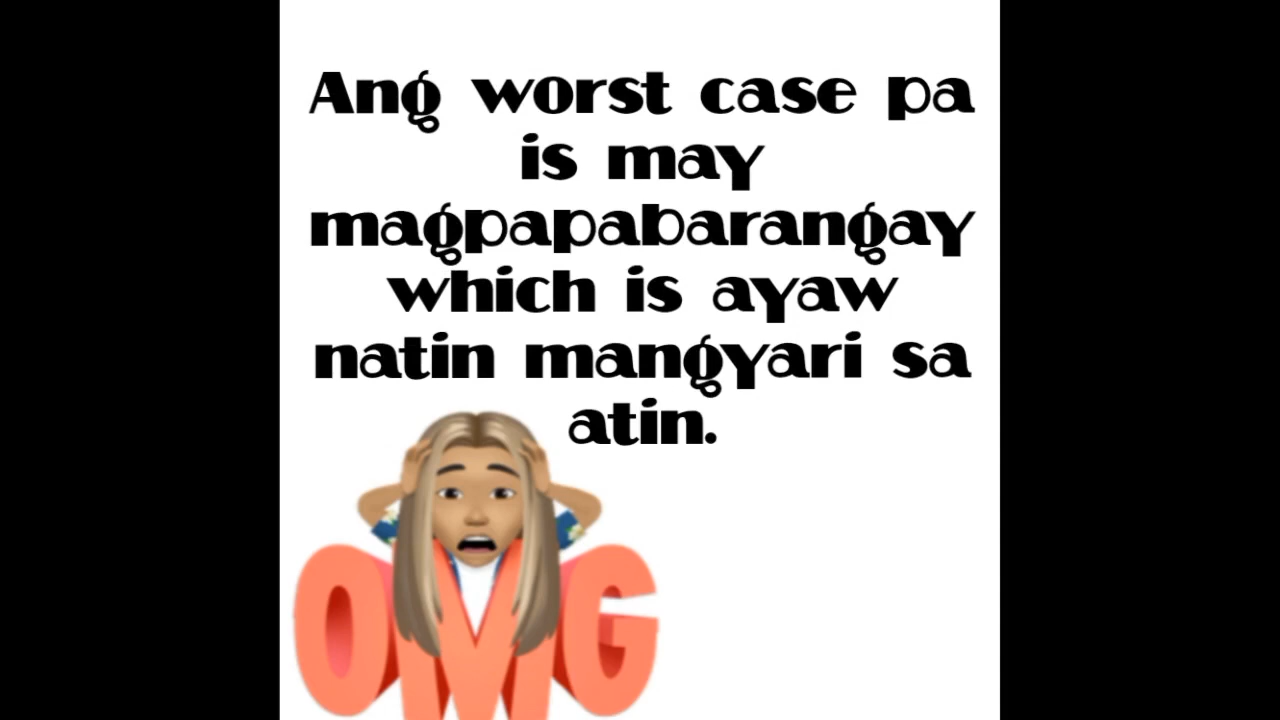 Ang worst case pa
is may
magpapabarangay
which is ayaw
natin mangyari sa
atin.
OMG